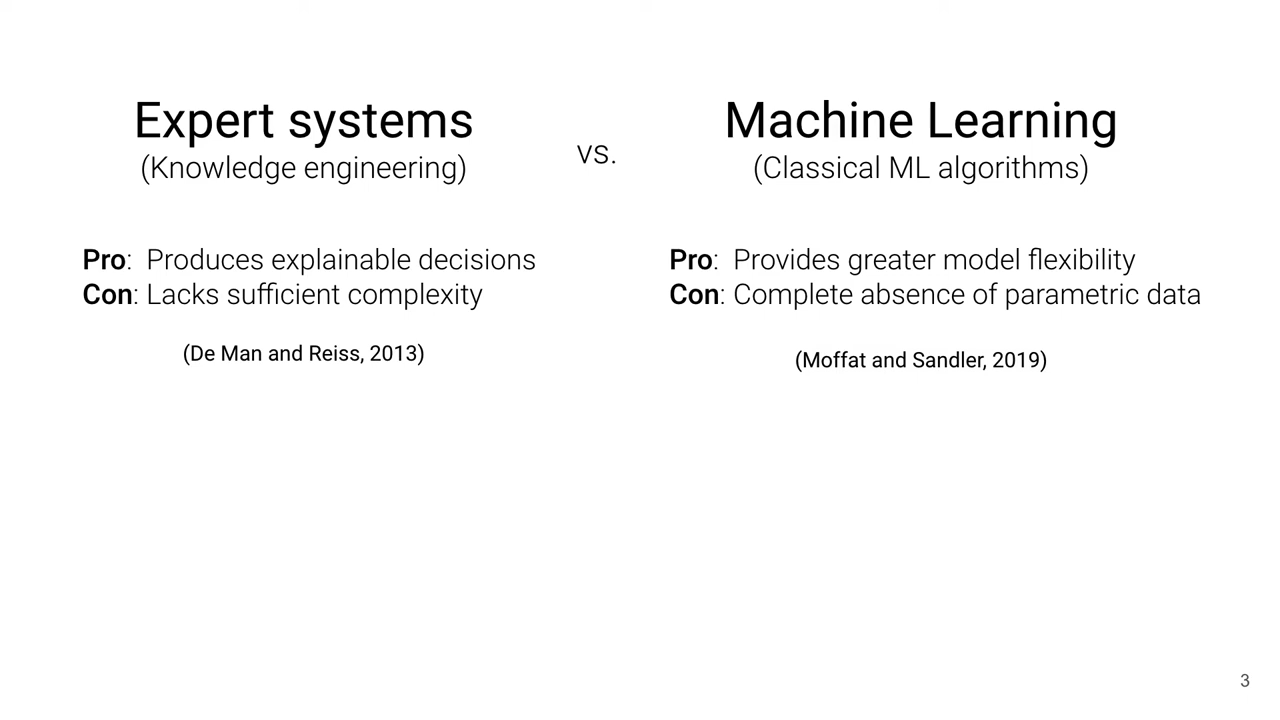 Expert systems
(Knowledge engineering)
vs.
Machine Learning
(Classical ML algorithms)
Pro: Produces explainable decisions
Con: Lacks sufficient complexity
(De Man and Reiss, 2013)
Pro: Provides greater model flexibility
Con: Complete absence of parametric data
(Moffat and Sandler, 2019)
3